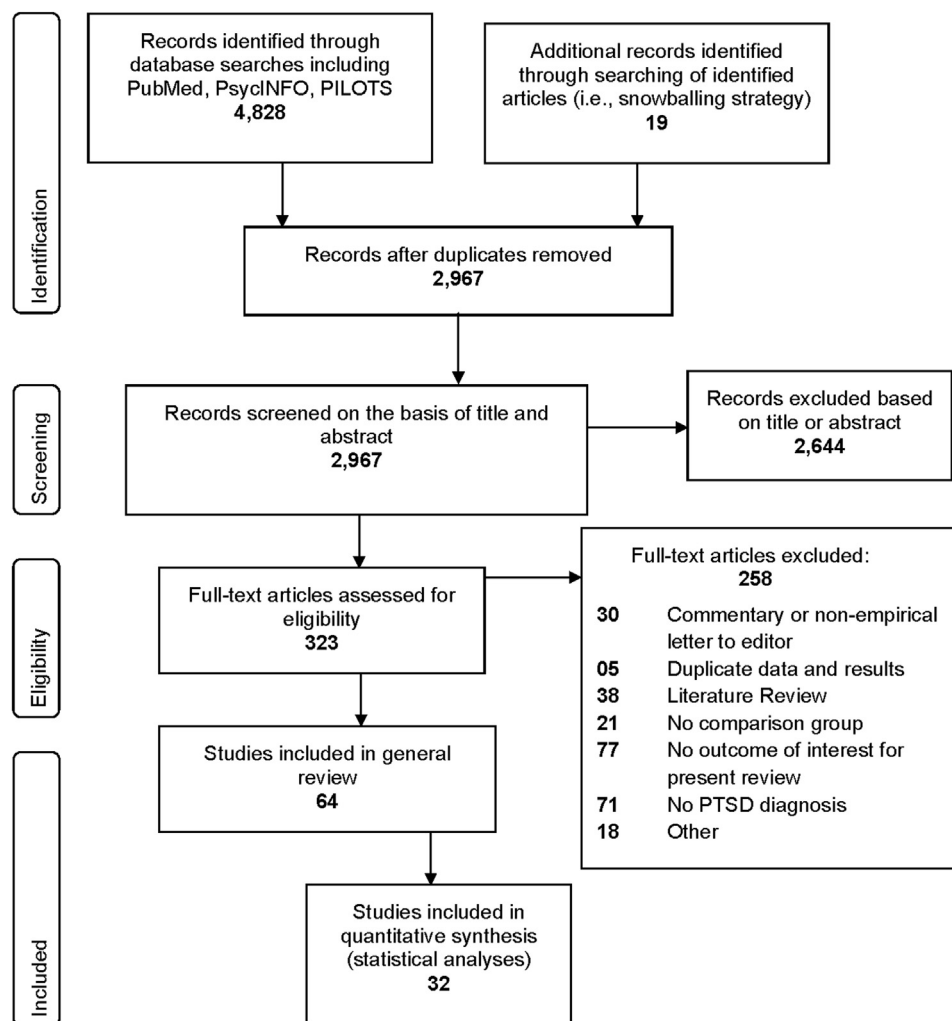 Identification
Records identified through
database searches including
PubMed, PsycINFO, PILOTS
4,828
Additional records identified
through searching of identified
articles (i.e., snowballing strategy)
19
Records after duplicates removed
2,967
Screening
Records screened on the basis of title and
abstract
2,967
Records excluded based
on title or abstract
2,644
Eligibility
Full-text articles assessed for
eligibility
323
Full-text articles excluded:
258
30 Commentary or non-empirical
letter to editor
05 Duplicate data and results
38 Literature Review
21 No comparison group
77 No outcome of interest for
present review
71 No PTSD diagnosis
18 Other
Included
Studies included in general
review
64
Studies included in
quantitative synthesis
(statistical analyses)
32